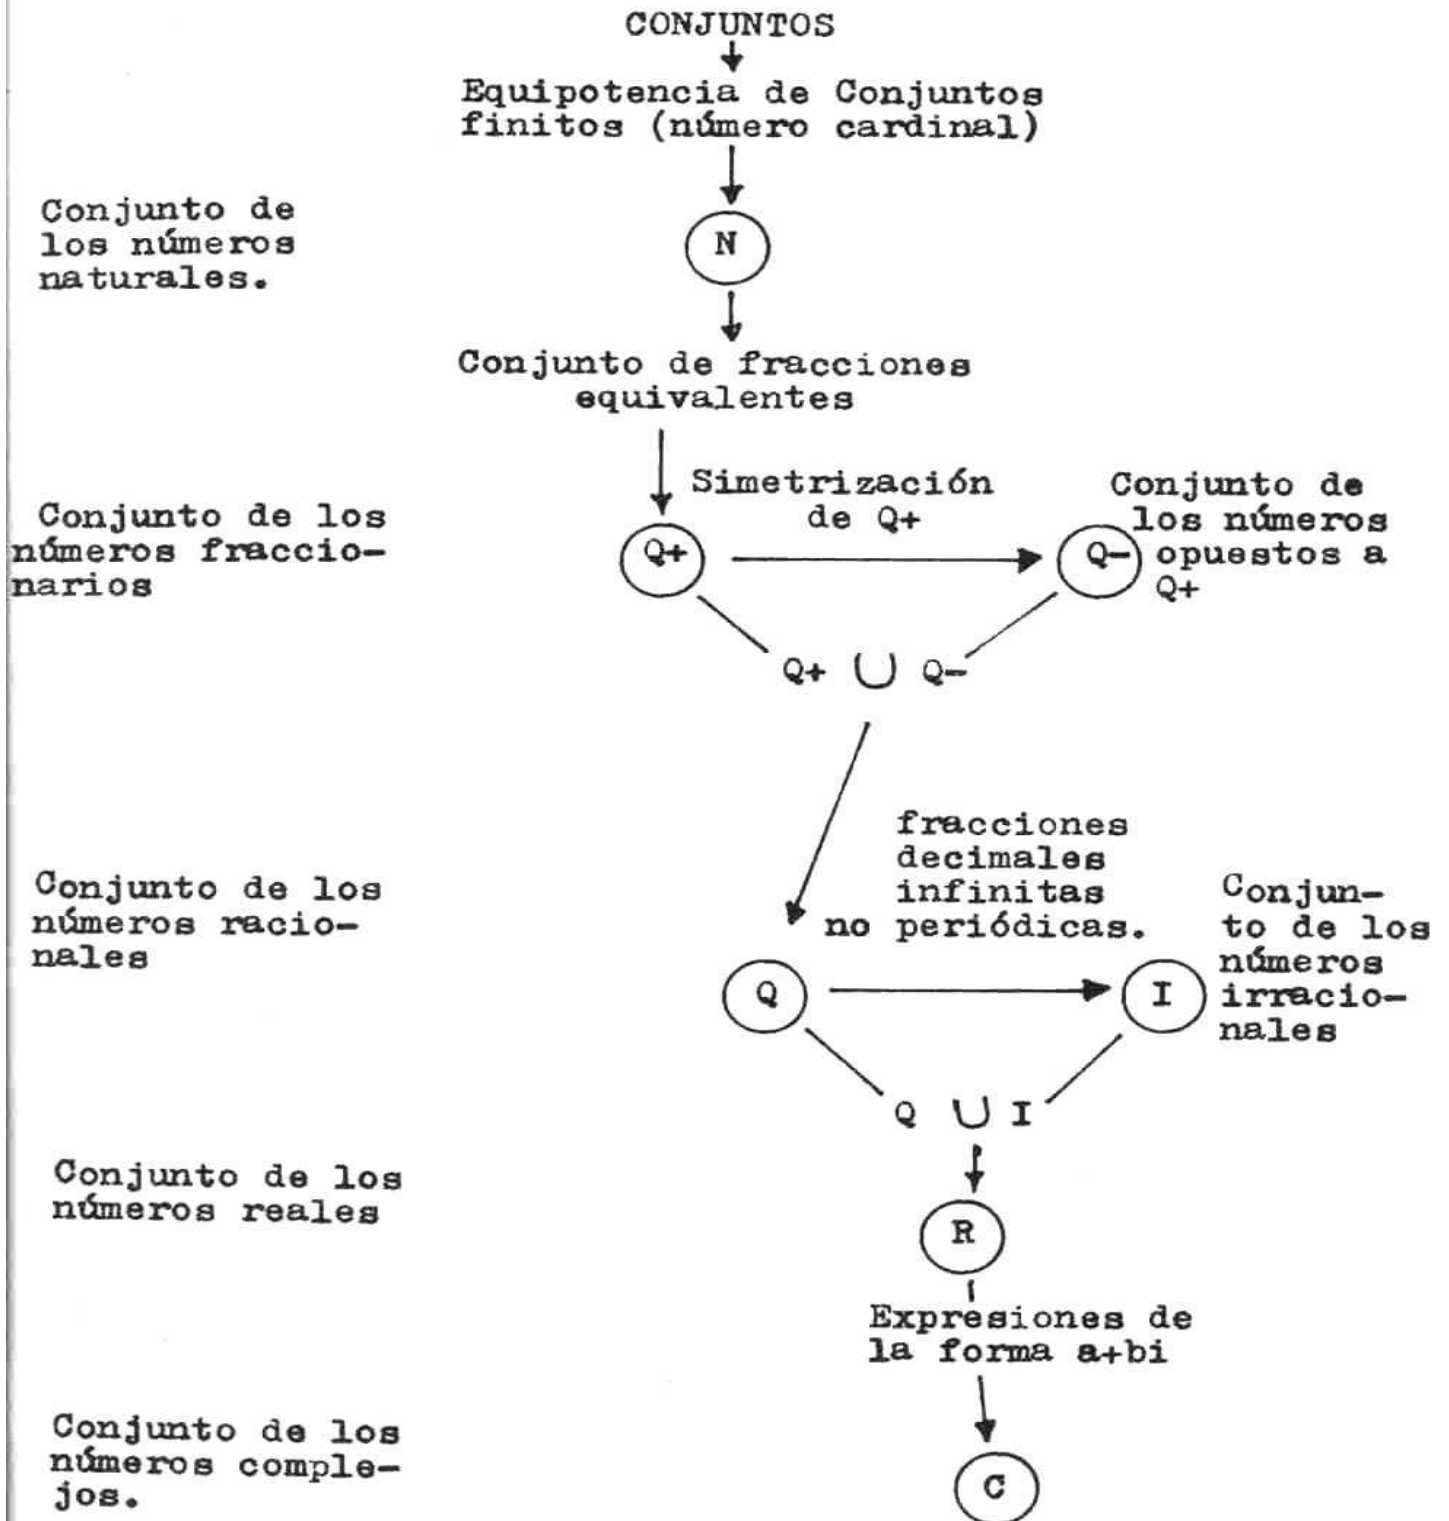 CONJUNTOS
Equipotencia de Conjuntos
finitos (número cardinal)
Conjunto de
los números
naturales.
N
Conjunto de fracciones
equivalentes
Conjunto de los
números fraccio-
narios
Q+
Simetrización
de Q+
Q-
Conjunto de
los números
opuestos a
Q+
Q+ ∪ Q-
Conjunto de los
números racio-
nales
fracciones
decimales
infinitas
no periódicas.
Q
I
Conjun-
to de los
números
irracio-
nales
Q ∪ I
Conjunto de los
números reales
R
Expresiones de
la forma a+bi
Conjunto de los
números comple-
jos.
C